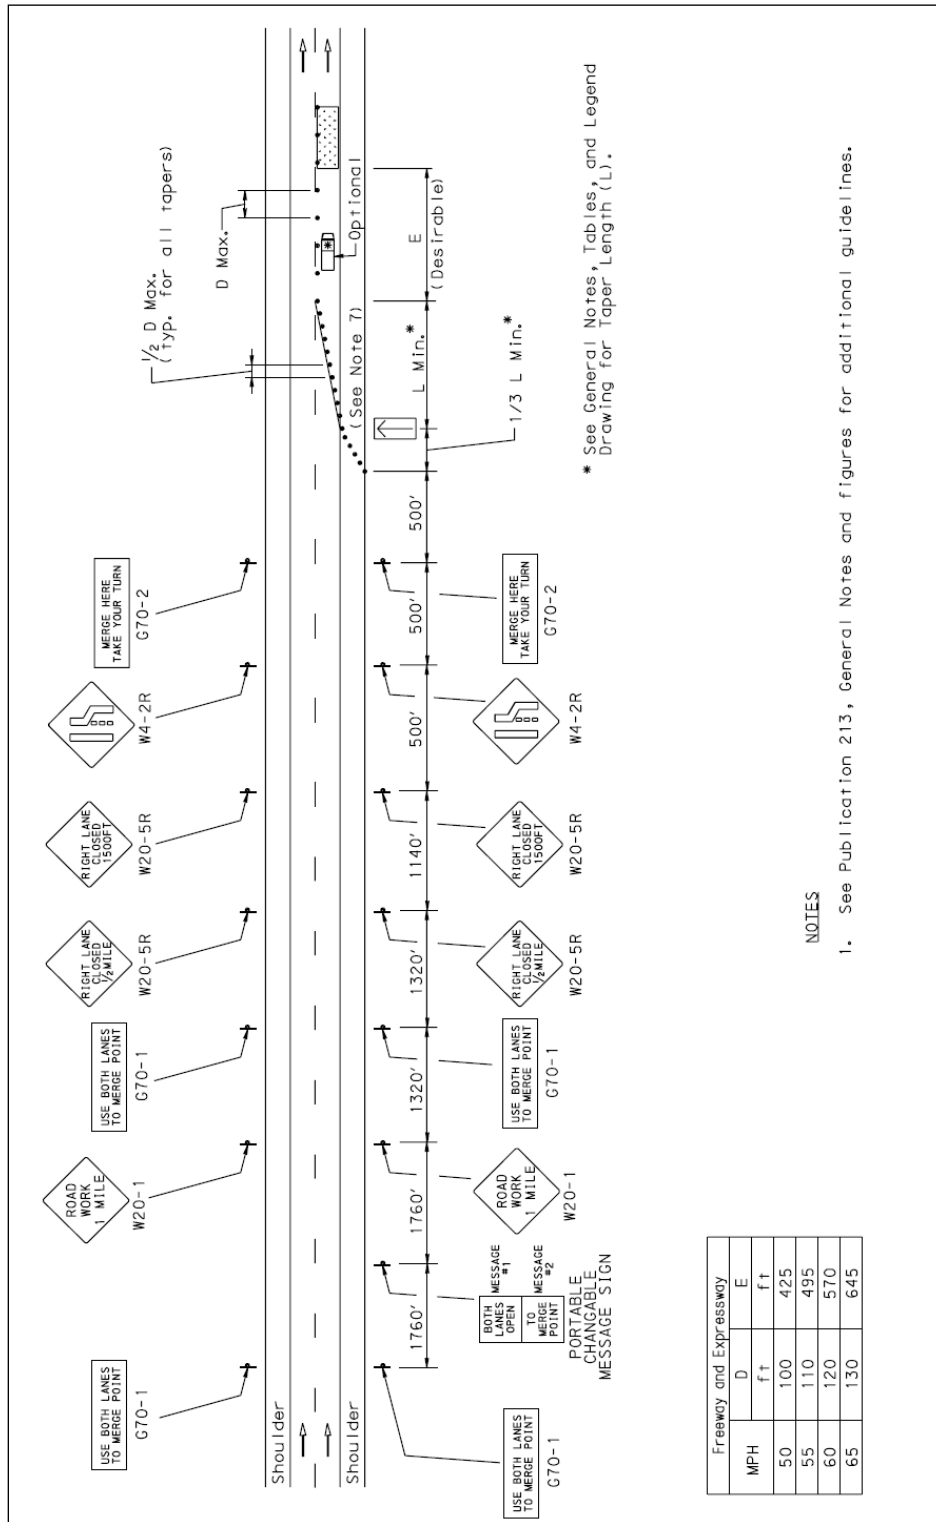 ½ D Max.
(typ. for all tapers)
D Max.
USE BOTH LANES
TO MERGE POINT
G70-1
ROAD
WORK
1 MILE
W20-1
USE BOTH LANES
TO MERGE POINT
G70-1
RIGHT LANE
CLOSED
½MILE
W20-5R
RIGHT LANE
CLOSED
1500FT
W20-5R
W4-2R
MERGE HERE
TAKE YOUR TURN
G70-2
Shoulder
Shoulder
(See Note 7)
Optional
*
1760'
1760'
1320'
1320'
1140'
500'
500'
500'
L Min.*
E
(Desirable)
1/3 L Min.*
USE BOTH LANES
TO MERGE POINT
G70-1
BOTH
LANES
OPEN
MESSAGE
#1
TO
MERGE
POINT
MESSAGE
#2
PORTABLE
CHANGABLE
MESSAGE SIGN
ROAD
WORK
1 MILE
W20-1
USE BOTH LANES
TO MERGE POINT
G70-1
RIGHT LANE
CLOSED
½MILE
W20-5R
RIGHT LANE
CLOSED
1500FT
W20-5R
W4-2R
MERGE HERE
TAKE YOUR TURN
G70-2
* See General Notes, Tables, and Legend
Drawing for Taper Length (L).
Freeway and Expressway
MPH D E
ft ft
50 100 425
55 110 495
60 120 570
65 130 645
NOTES
1. See Publication 213, General Notes and figures for additional guidelines.